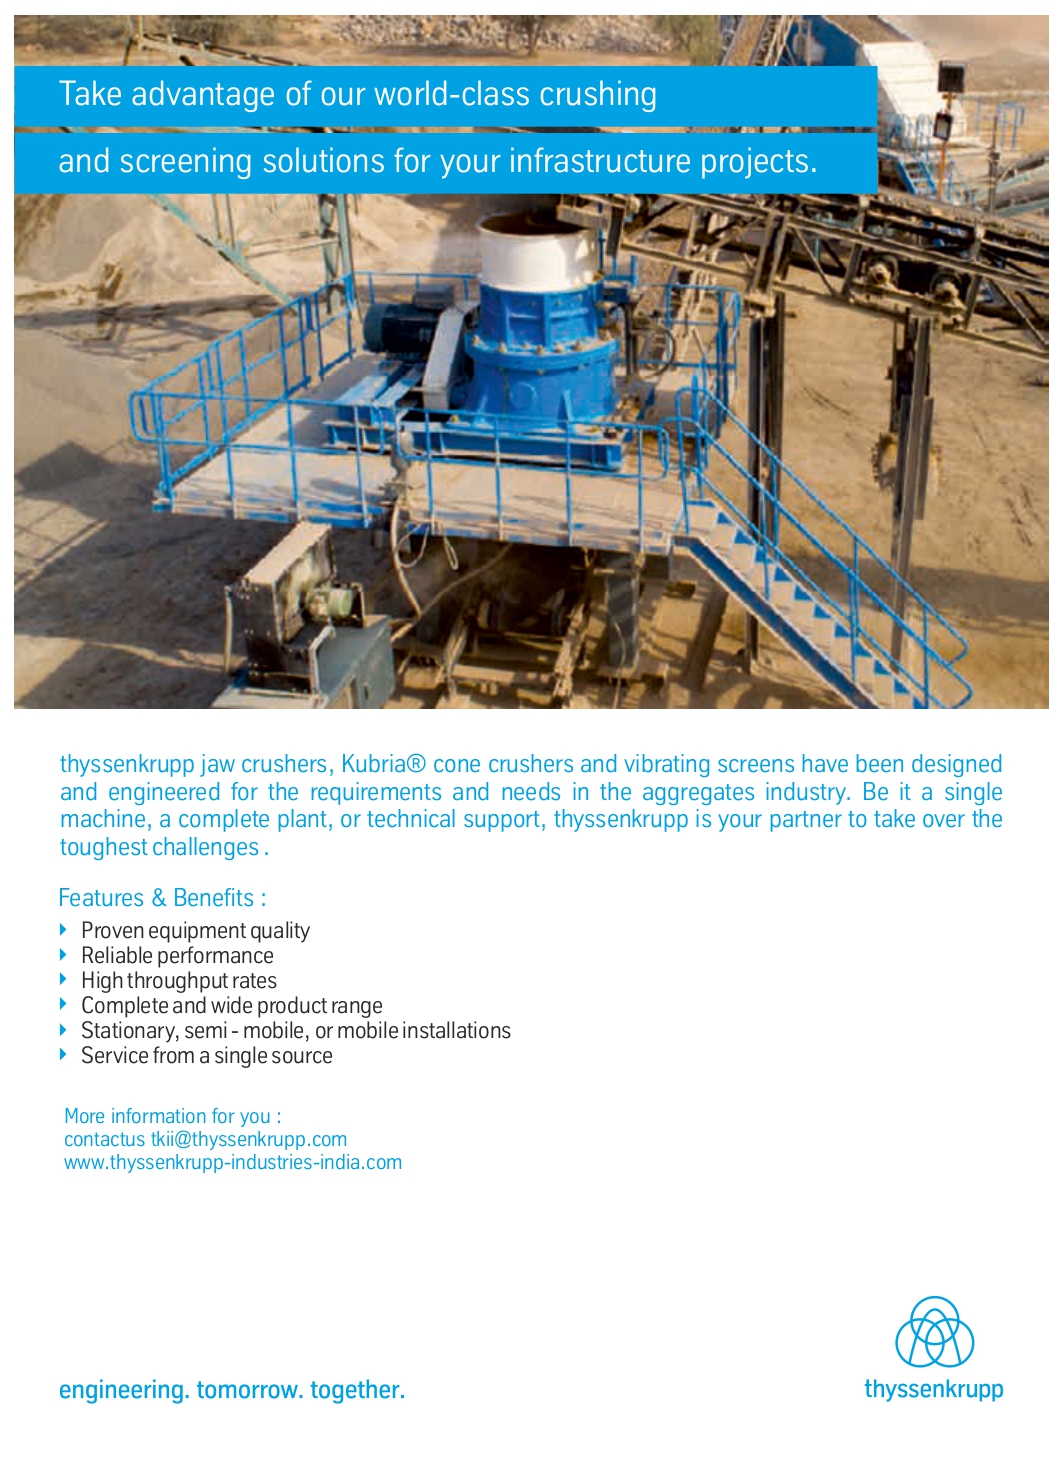 Take advantage of our world-class crushing
and screening solutions for your infrastructure projects.
thyssenkrupp jaw crushers, Kubria® cone crushers and vibrating screens have been designed
and engineered for the requirements and needs in the aggregates industry. Be it a single
machine, a complete plant, or technical support, thyssenkrupp is your partner to take over the
toughest challenges .
Features & Benefits :
Proven equipment quality
Reliable performance
High throughput rates
Complete and wide product range
Stationary, semi - mobile, or mobile installations
Service from a single source
More information for you :
contactus tkii@thyssenkrupp.com
www.thyssenkrupp-industries-india.com
engineering. tomorrow. together.
thyssenkrupp